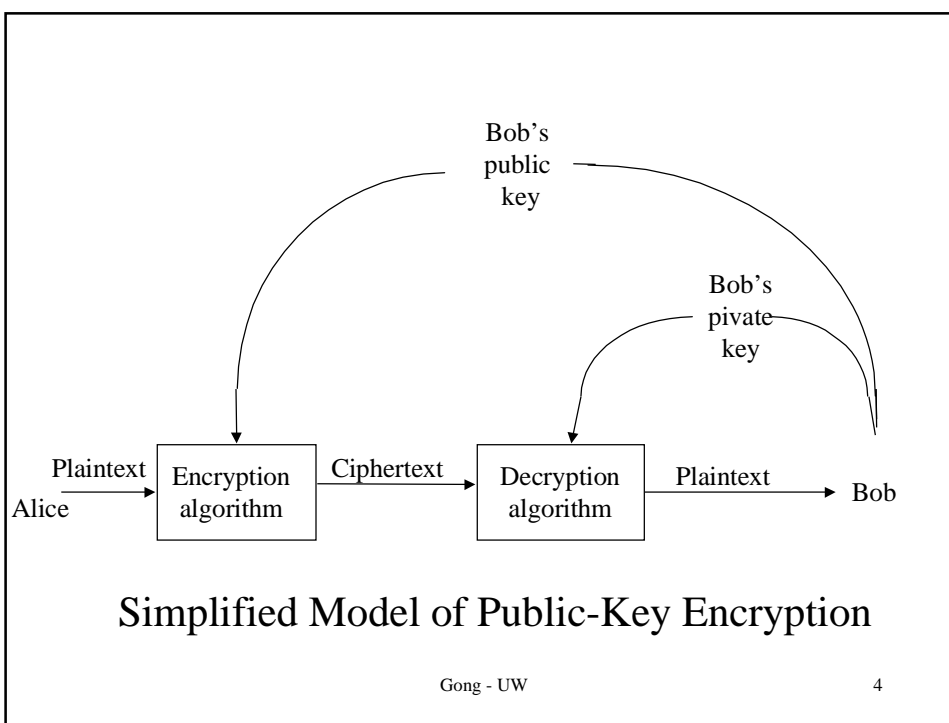 Bob’s
public
key
Bob’s
pivate
key
Plaintext
Encryption
algorithm
Ciphertext
Decryption
algorithm
Plaintext
Alice
Bob
Simplified Model of Public-Key Encryption
Gong - UW
4